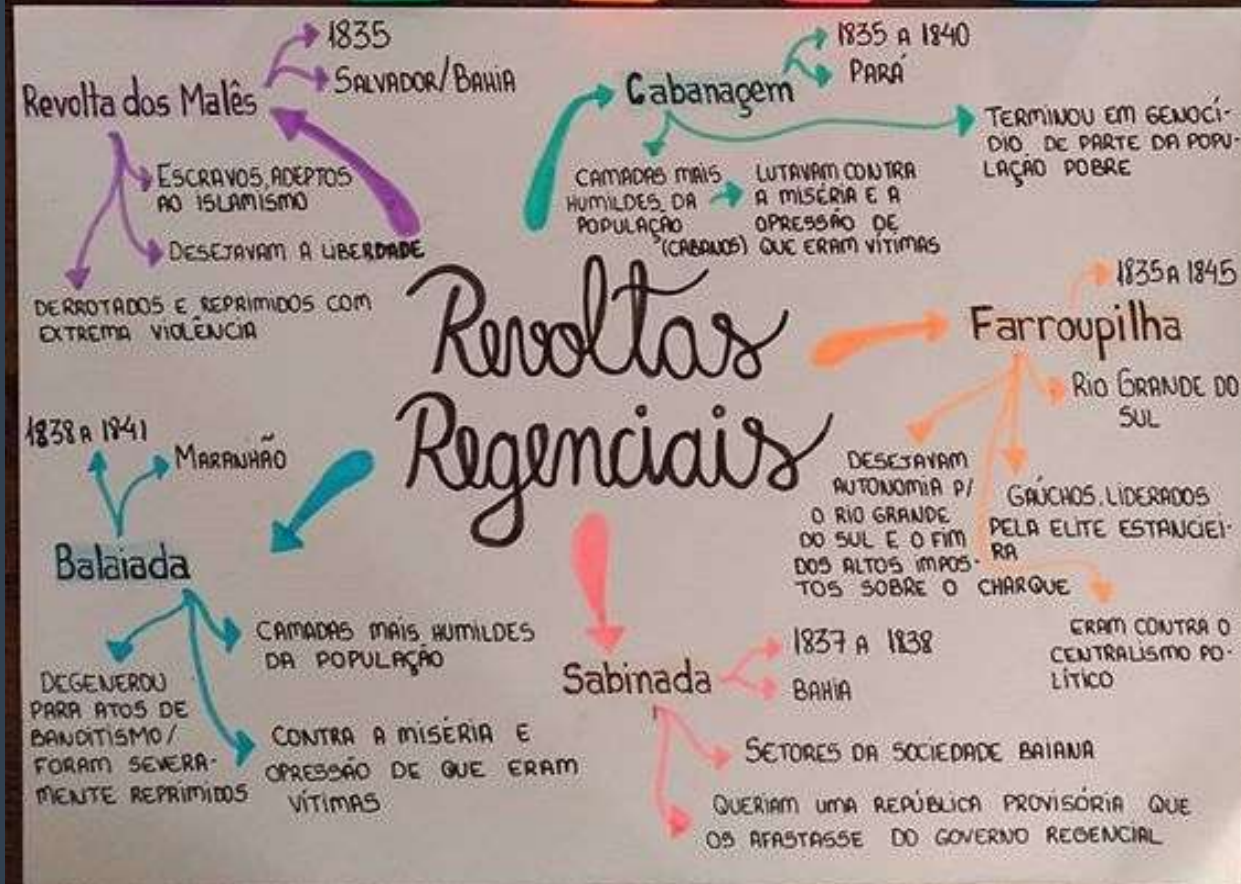 1835
SALVADOR/BAHIA
Revolta dos Malês
ESCRAVOS, ADEPTOS
AO ISLAMISMO
DESEJAVAM A LIBERDADE
DERROTADOS E REPRIMIDOS COM
EXTREMA VIOLÊNCIA
1835 A 1840
PARÁ
Cabanagem
TERMINOU EM GENOCÍ-
DIO DE PARTE DA POPU-
LAÇÃO POBRE
CAMADAS MAIS
HUMILDES DA
POPULAÇÃO
(CABANOS)
LUTAVAM CONTRA
A MISÉRIA E A
OPRESSÃO DE
QUE ERAM VÍTIMAS
Revoltas
Regenciais
1835 A 1845
Farroupilha
RIO GRANDE DO
SUL
DESEJAVAM
AUTONOMIA P/
O RIO GRANDE
DO SUL E O FIM
DOS ALTOS IMPOS-
TOS SOBRE O CHARQUE
GAÚCHOS, LIDERADOS
PELA ELITE ESTANCIEI-
RA
ERAM CONTRA O
CENTRALISMO PO-
LÍTICO
1838 A 1841
MARANHÃO
Balaiada
CAMADAS MAIS HUMILDES
DA POPULAÇÃO
DEGENEROU
PARA ATOS DE
BANDITISMO/
FORAM SEVERA-
MENTE REPRIMIDOS
CONTRA A MISÉRIA E
OPRESSÃO DE QUE ERAM
VÍTIMAS
Sabinada
1837 A 1838
BAHIA
SETORES DA SOCIEDADE BAIANA
QUERIAM UMA REPÚBLICA PROVISÓRIA QUE
OS AFASTASSE DO GOVERNO REGENCIAL